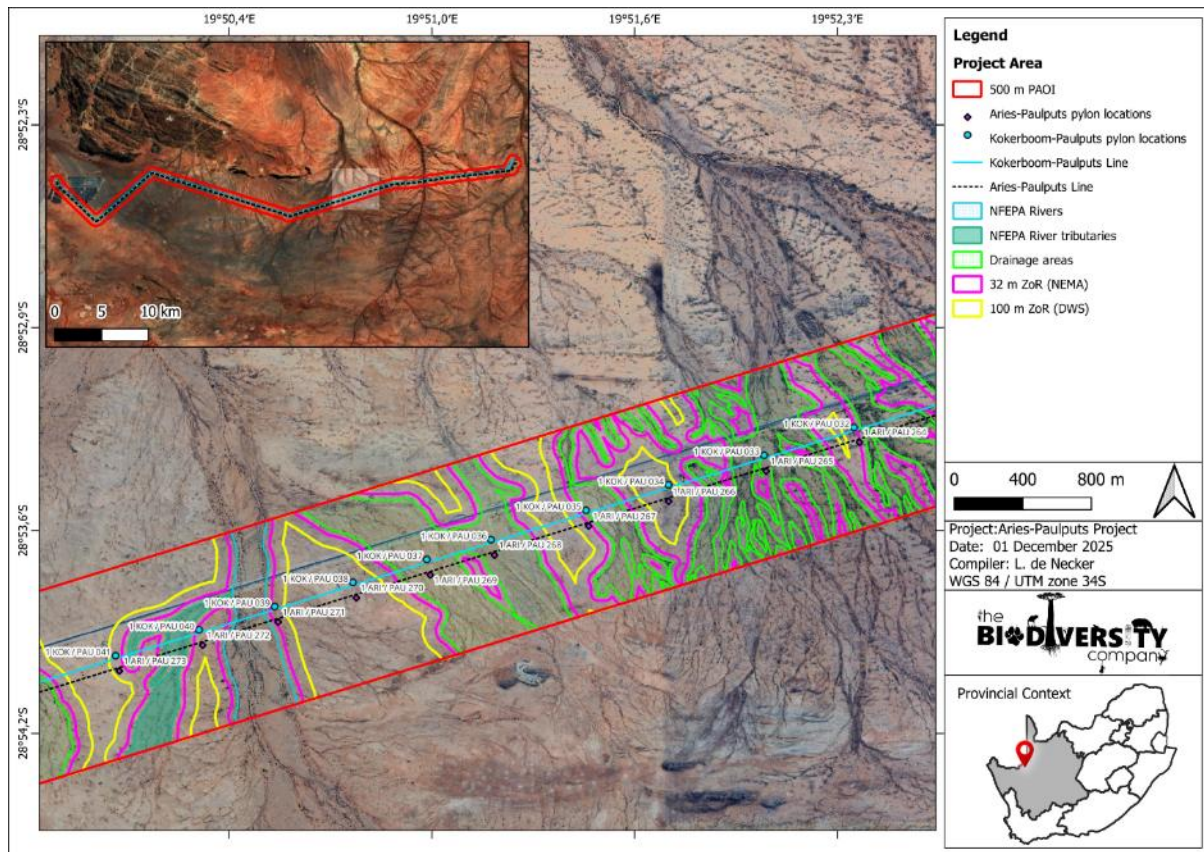 19°50,4'E
19°51,0'E
19°51,6'E
19°52,3'E
28°52,3'S
28°52,9'S
28°53,6'S
28°54,2'S
0 5 10 km
1 KOK / PAU 032
1 ARI / PAU 264
1 KOK / PAU 033
1 ARI / PAU 265
1 KOK / PAU 034
1 ARI / PAU 266
1 KOK / PAU 035
1 ARI / PAU 267
1 KOK / PAU 036
1 ARI / PAU 268
1 KOK / PAU 037
1 ARI / PAU 269
1 KOK / PAU 038
1 ARI / PAU 270
1 KOK / PAU 039
1 ARI / PAU 271
1 KOK / PAU 040
1 ARI / PAU 272
1 KOK / PAU 041
1 ARI / PAU 273
Legend
Project Area
500 m PAOI
Aries-Paulputs pylon locations
Kokerboom-Paulputs pylon locations
Kokerboom-Paulputs Line
Aries-Paulputs Line
NFEPA Rivers
NFEPA River tributaries
Drainage areas
32 m ZoR (NEMA)
100 m ZoR (DWS)
0 400 800 m
Project:Aries-Paulputs Project
Date: 01 December 2025
Compiler: L. de Necker
WGS 84 / UTM zone 34S
the
BIODIVERSITY
company
Provincial Context